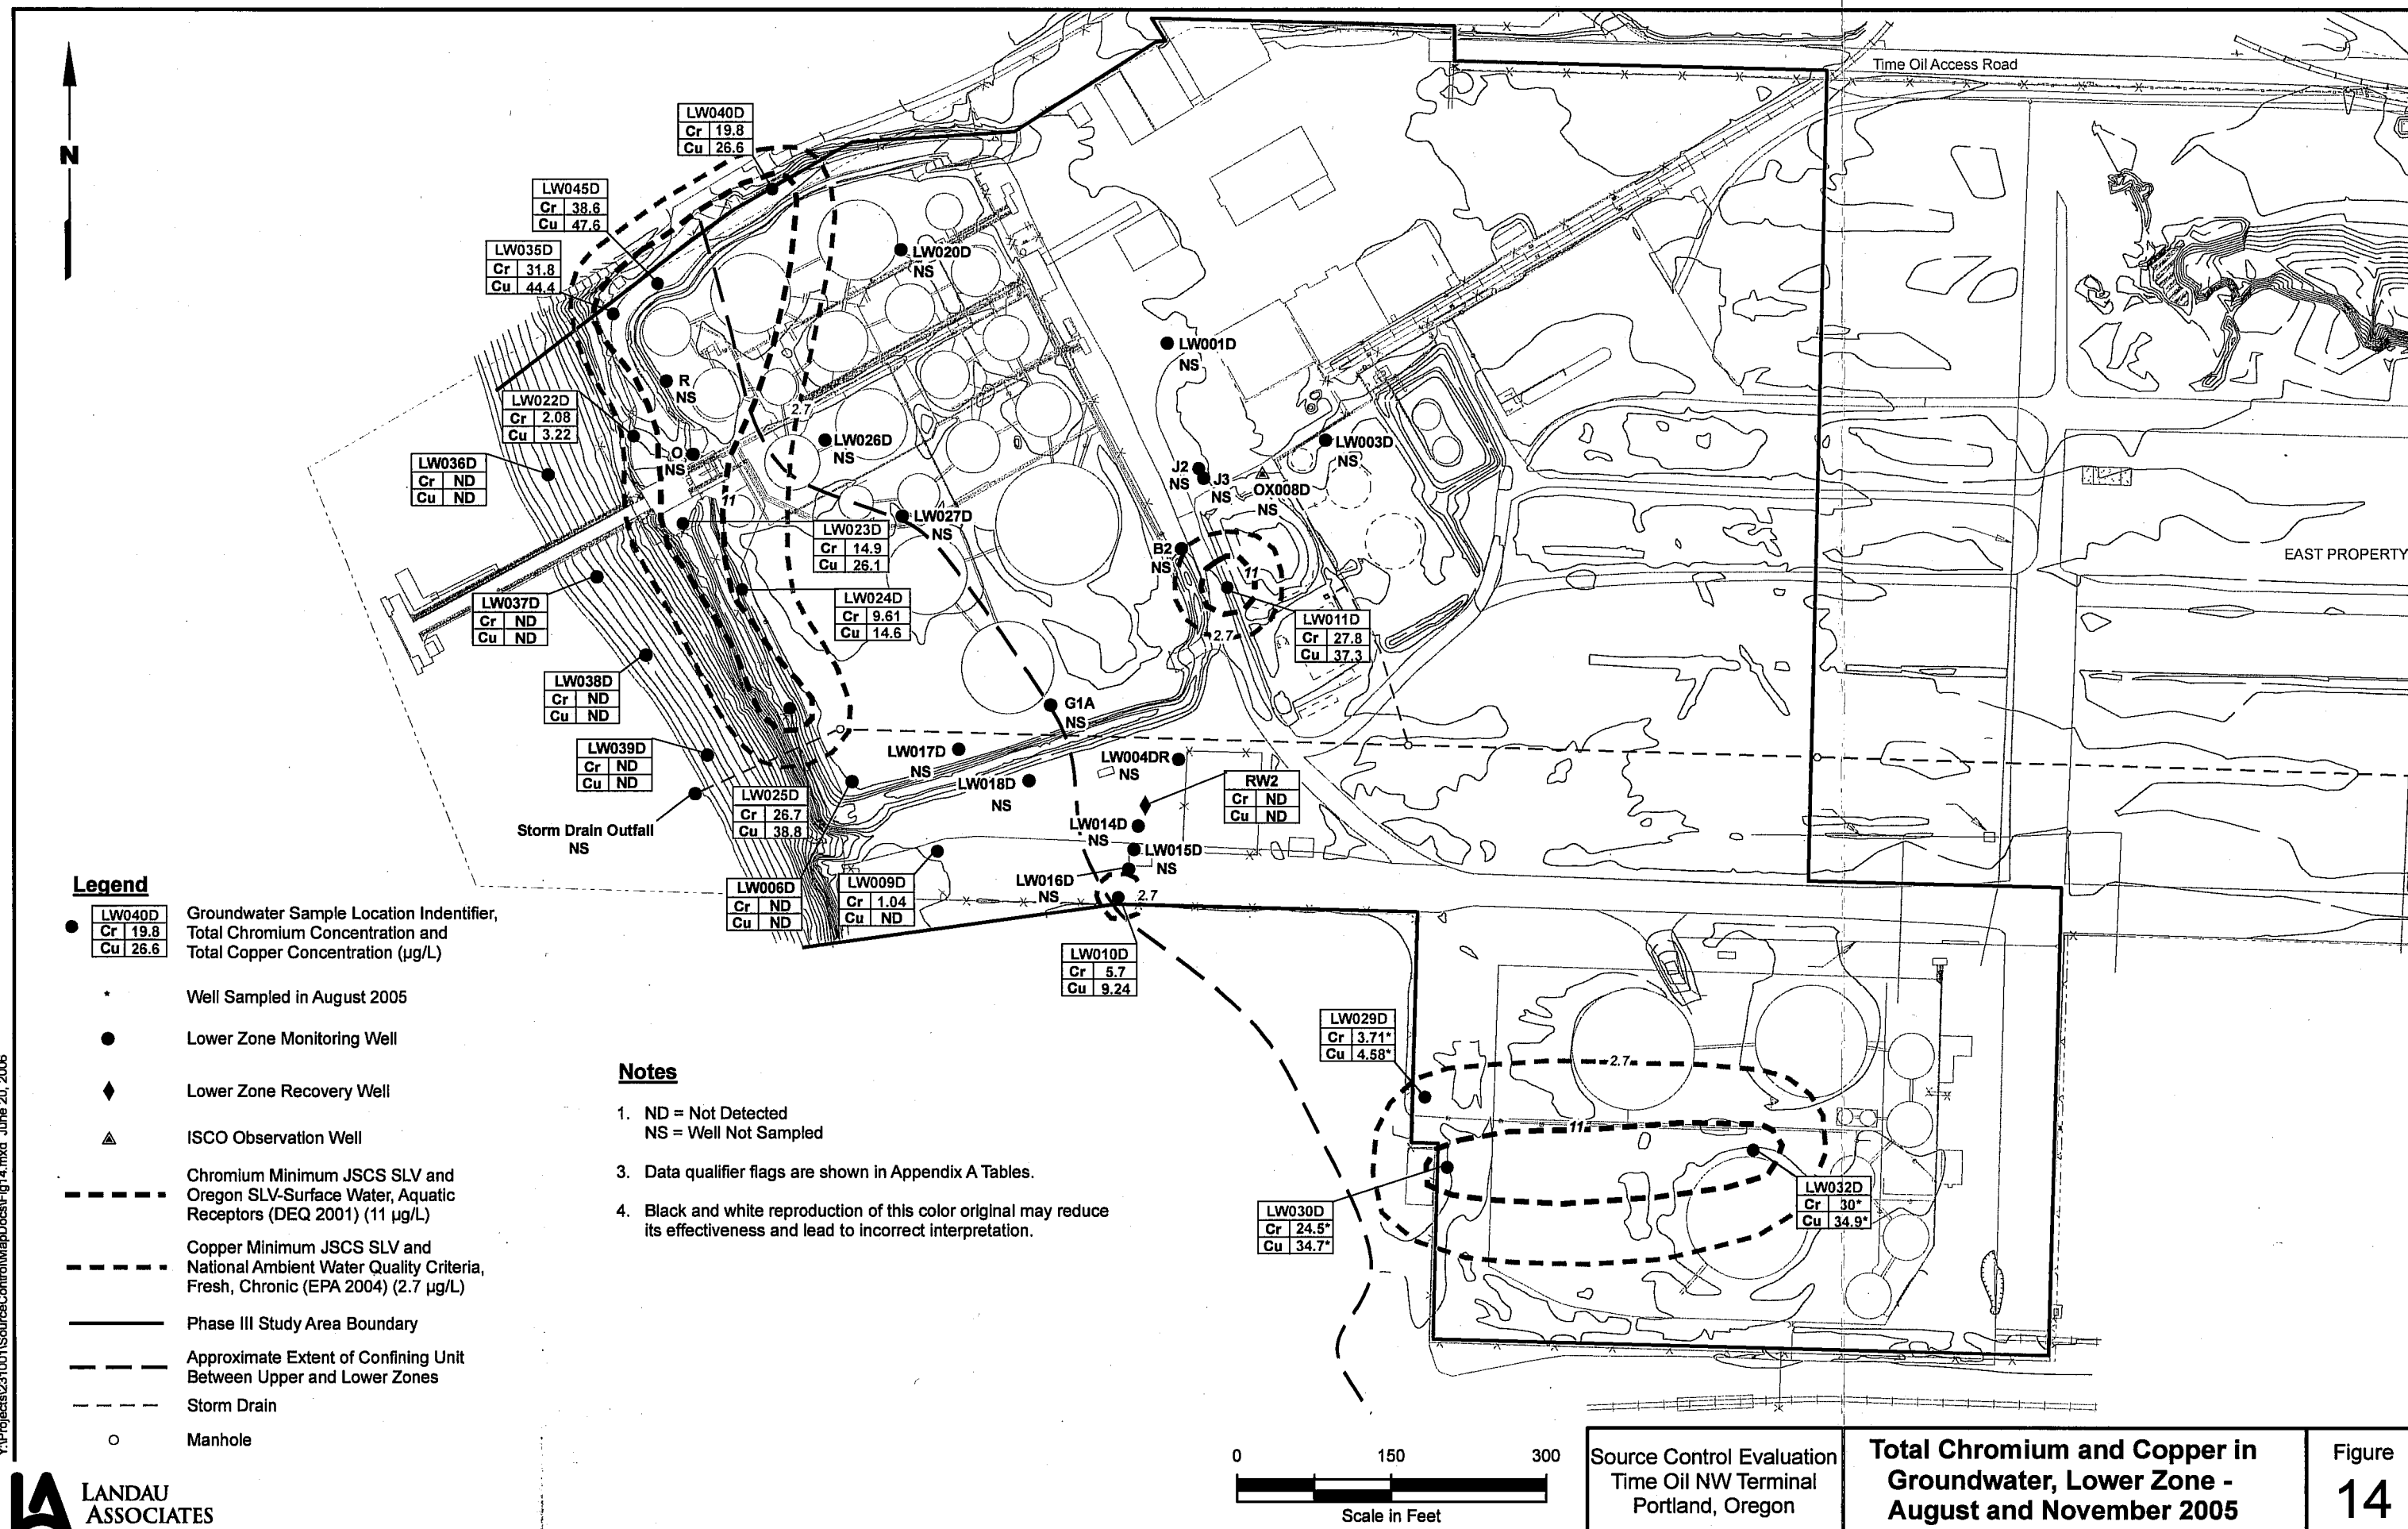 Time Oil Access Road
N
LW040D
Cr 19.8
Cu 26.6
LW045D
Cr 38.6
Cu 47.6
LW035D
Cr 31.8
Cu 44.4
LW020D
NS
LW001D
NS
R
NS
2.7
LW022D
Cr 2.08
Cu 3.22
LW026D
NS
LW003D
NS
O
NS
LW036D
Cr ND
Cu ND
J2
NS
J3
NS
OX008D
NS
11
LW027D
NS
LW023D
Cr 14.9
Cu 26.1
B2
NS
11
EAST PROPERTY
LW037D
Cr ND
Cu ND
LW024D
Cr 9.61
Cu 14.6
2.7
LW011D
Cr 27.8
Cu 37.3
LW038D
Cr ND
Cu ND
G1A
NS
LW039D
Cr ND
Cu ND
LW017D
NS
LW018D
NS
LW004DR
NS
RW2
Cr ND
Cu ND
LW025D
Cr 26.7
Cu 38.8
Storm Drain Outfall
NS
LW014D
NS
LW015D
NS
LW016D
NS
2.7
LW006D
Cr ND
Cu ND
LW009D
Cr 1.04
Cu ND
LW010D
Cr 5.7
Cu 9.24
LW029D
Cr 3.71*
Cu 4.58*
2.7
11
LW030D
Cr 24.5*
Cu 34.7*
LW032D
Cr 30*
Cu 34.9*
Legend
LW040D
Cr 19.8
Cu 26.6
Groundwater Sample Location Indentifier,
Total Chromium Concentration and
Total Copper Concentration (µg/L)
* Well Sampled in August 2005
Lower Zone Monitoring Well
Lower Zone Recovery Well
ISCO Observation Well
Chromium Minimum JSCS SLV and
Oregon SLV-Surface Water, Aquatic
Receptors (DEQ 2001) (11 µg/L)
Copper Minimum JSCS SLV and
National Ambient Water Quality Criteria,
Fresh, Chronic (EPA 2004) (2.7 µg/L)
Phase III Study Area Boundary
Approximate Extent of Confining Unit
Between Upper and Lower Zones
Storm Drain
Manhole
Notes
1. ND = Not Detected
NS = Well Not Sampled
3. Data qualifier flags are shown in Appendix A Tables.
4. Black and white reproduction of this color original may reduce
its effectiveness and lead to incorrect interpretation.
Y:\Projects\231001\SourceControl\MapDocs\Fig14.mxd June 20, 2006
LA
LANDAU
ASSOCIATES
0 150 300
Scale in Feet
Source Control Evaluation
Time Oil NW Terminal
Portland, Oregon
Total Chromium and Copper in
Groundwater, Lower Zone -
August and November 2005
Figure
14